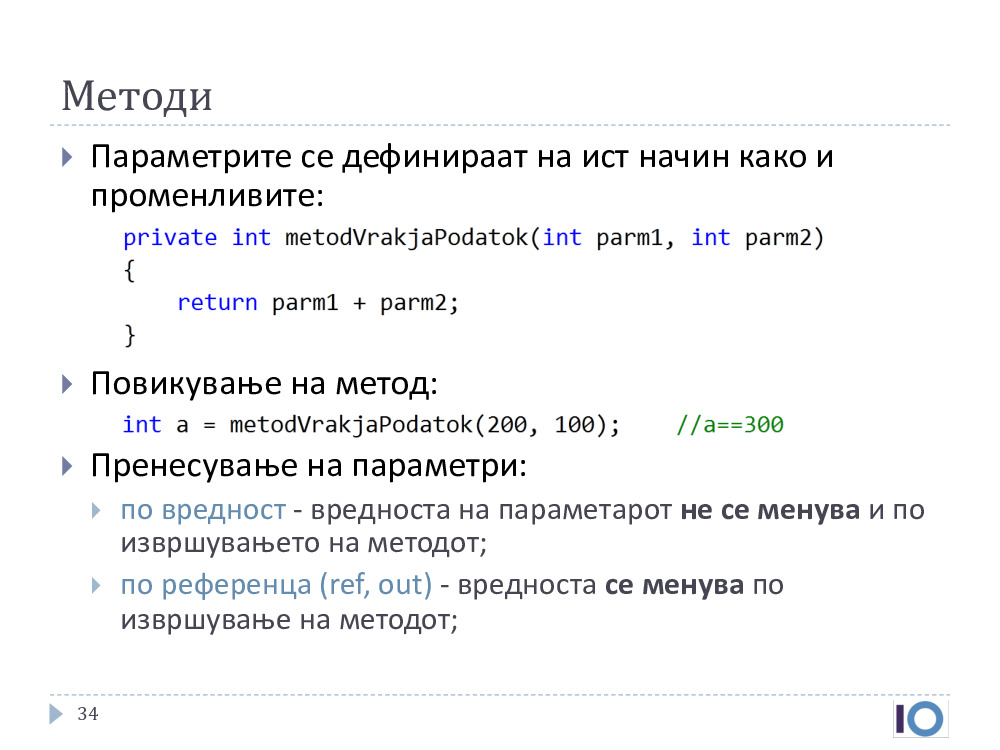 Методи
Параметрите се дефинираат на ист начин како и
променливите:
private int metodVrakjaPodatok(int parm1, int parm2)
{
return parm1 + parm2;
}
Повикување на метод:
int a = metodVrakjaPodatok(200, 100); //a==300
Пренесување на параметри:
по вредност - вредноста на параметарот не се менува и по
извршувањето на методот;
по референца (ref, out) - вредноста се менува по
извршување на методот;
34
IO